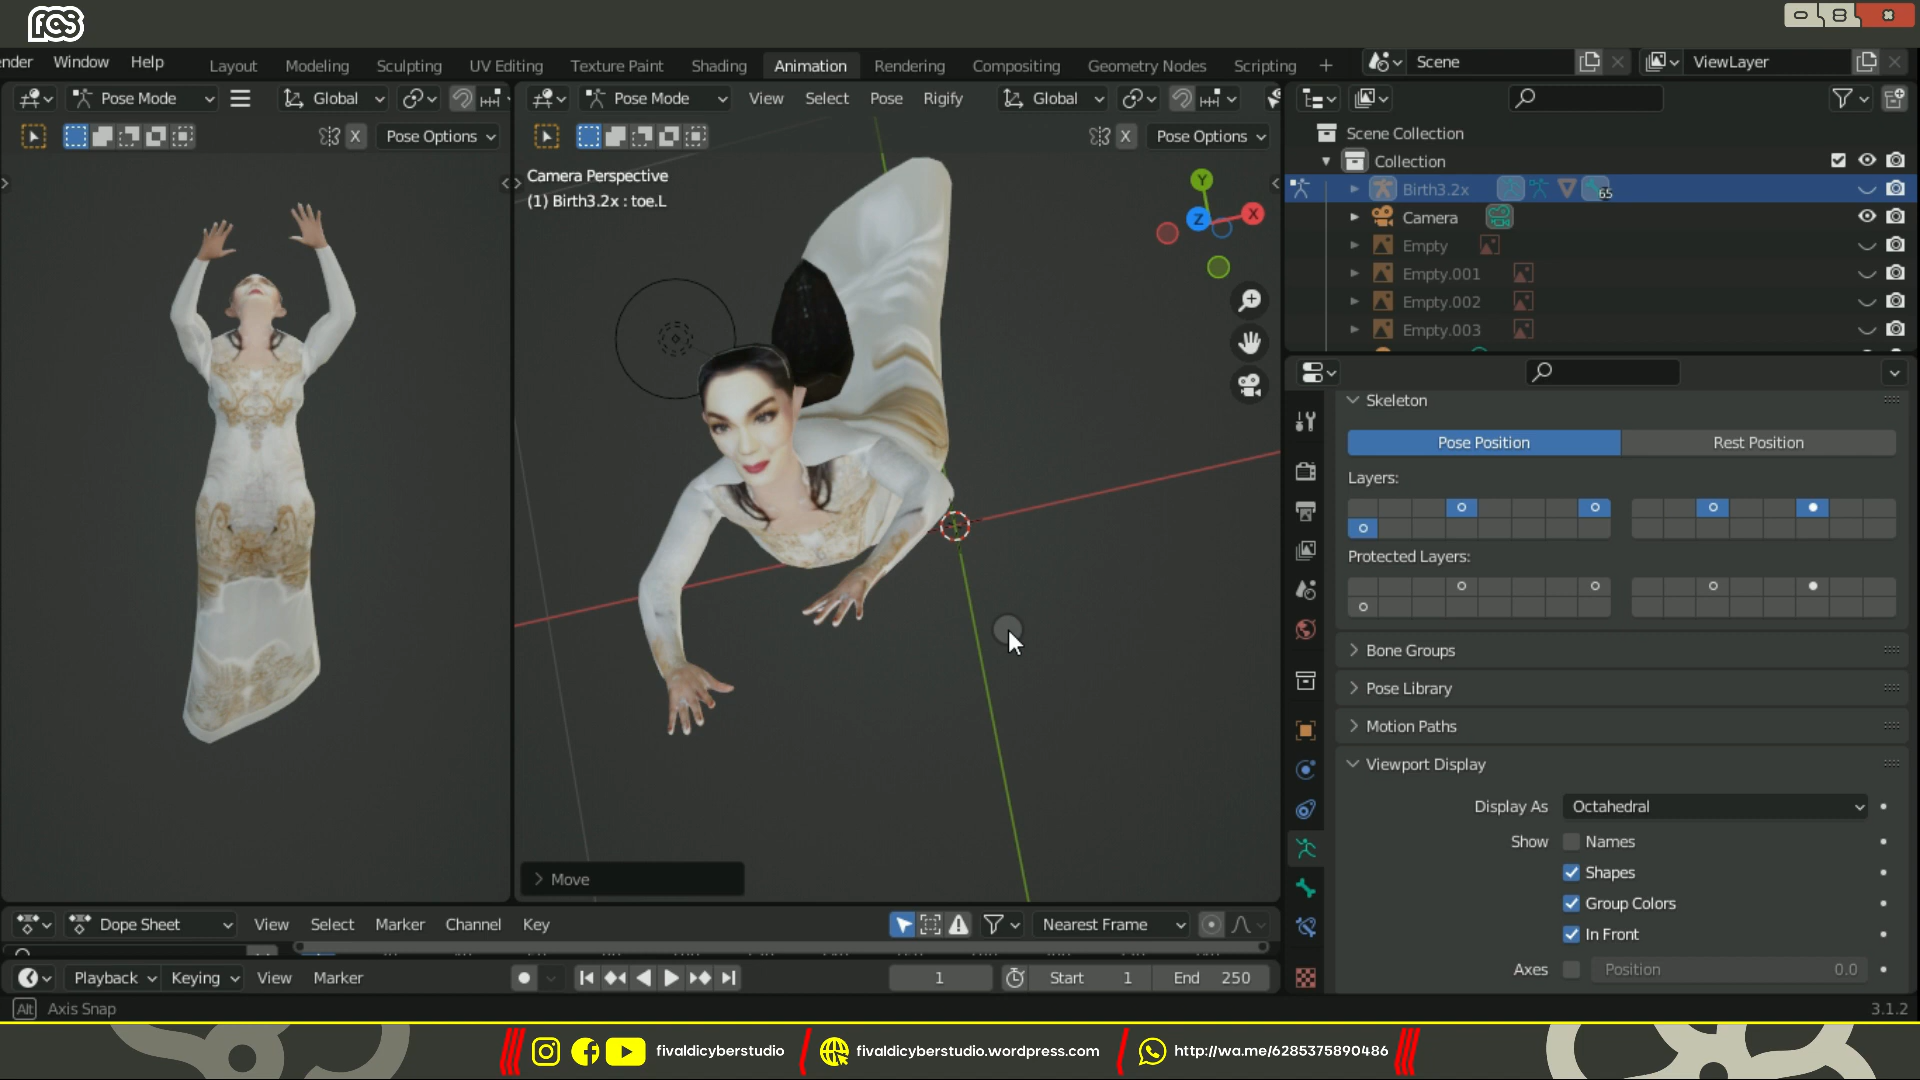 FCS
nder Window Help
Layout Modeling Sculpting UV Editing Texture Paint Shading Animation Rendering Compositing Geometry Nodes Scripting +
Scene
ViewLayer
Pose Mode
Global
Pose Mode
View Select Pose Rigify
Global
X
Pose Options
X
Pose Options
Camera Perspective
(1) Birth3.2x : toe.L
Y
Z
X
Scene Collection
Collection
Birth3.2x
65
Camera
Empty
Empty.001
Empty.002
Empty.003
Skeleton
Pose Position
Rest Position
Layers:
Protected Layers:
Bone Groups
Pose Library
Motion Paths
Viewport Display
Display As Octahedral
Show Names
Shapes
Group Colors
In Front
Axes Position 0.0
Move
Dope Sheet View Select Marker Channel Key
Nearest Frame
Playback Keying View Marker
1
Start 1
End 250
Alt Axis Snap
3.1.2
fivaldicyberstudio
fivaldicyberstudio.wordpress.com
http://wa.me/6285375890486